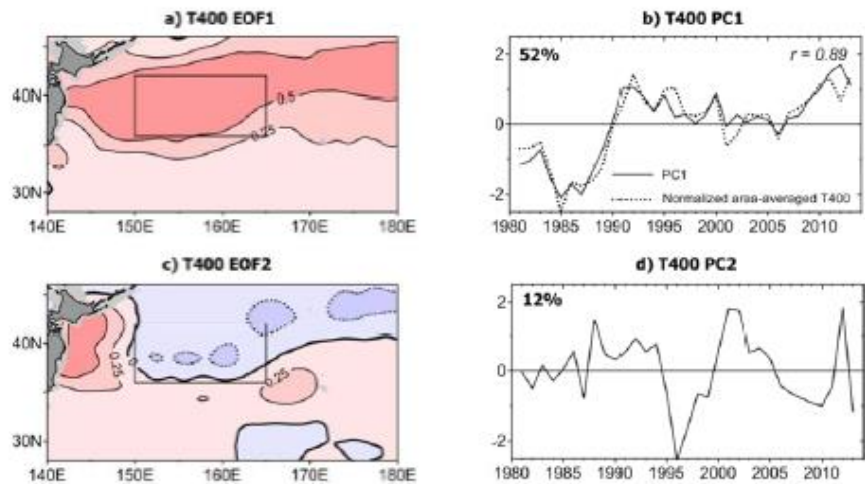 a) T400 EOF1
40N
30N
0.5
0.25
140E 150E 160E 170E 180E
b) T400 PC1
52%
r = 0.89
2
0
-2
PC1
Normalized area-averaged T400
1980 1985 1990 1995 2000 2005 2010
c) T400 EOF2
40N
30N
0.25
0
0.25
140E 150E 160E 170E 180E
d) T400 PC2
12%
2
0
-2
1980 1985 1990 1995 2000 2005 2010